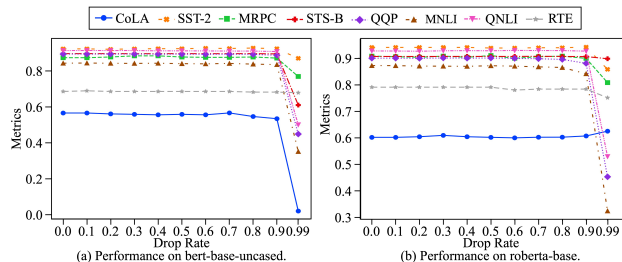 CoLA SST-2 MRPC STS-B QQP MNLI QNLI RTE
Metrics
0.8
0.6
0.4
0.2
0.0
0.0 0.1 0.2 0.3 0.4 0.5 0.6 0.7 0.8 0.9 0.99
Drop Rate
(a) Performance on bert-base-uncased.
Metrics
0.9
0.8
0.7
0.6
0.5
0.4
0.3
0.0 0.1 0.2 0.3 0.4 0.5 0.6 0.7 0.8 0.9 0.99
Drop Rate
(b) Performance on roberta-base.